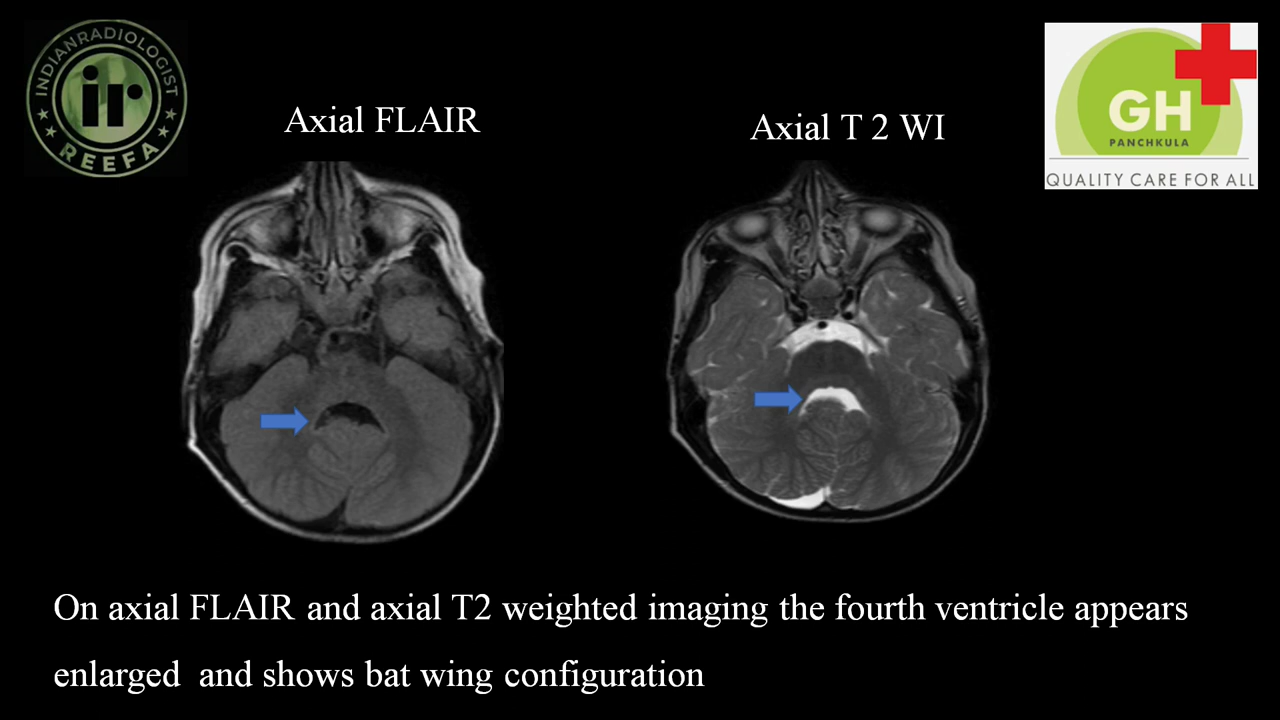 INDIANRADIOLOGIST
ir
REEFA
GH
PANCHKULA
QUALITY CARE FOR ALL
Axial FLAIR
Axial T 2 WI
On axial FLAIR and axial T2 weighted imaging the fourth ventricle appears
enlarged  and shows bat wing configuration